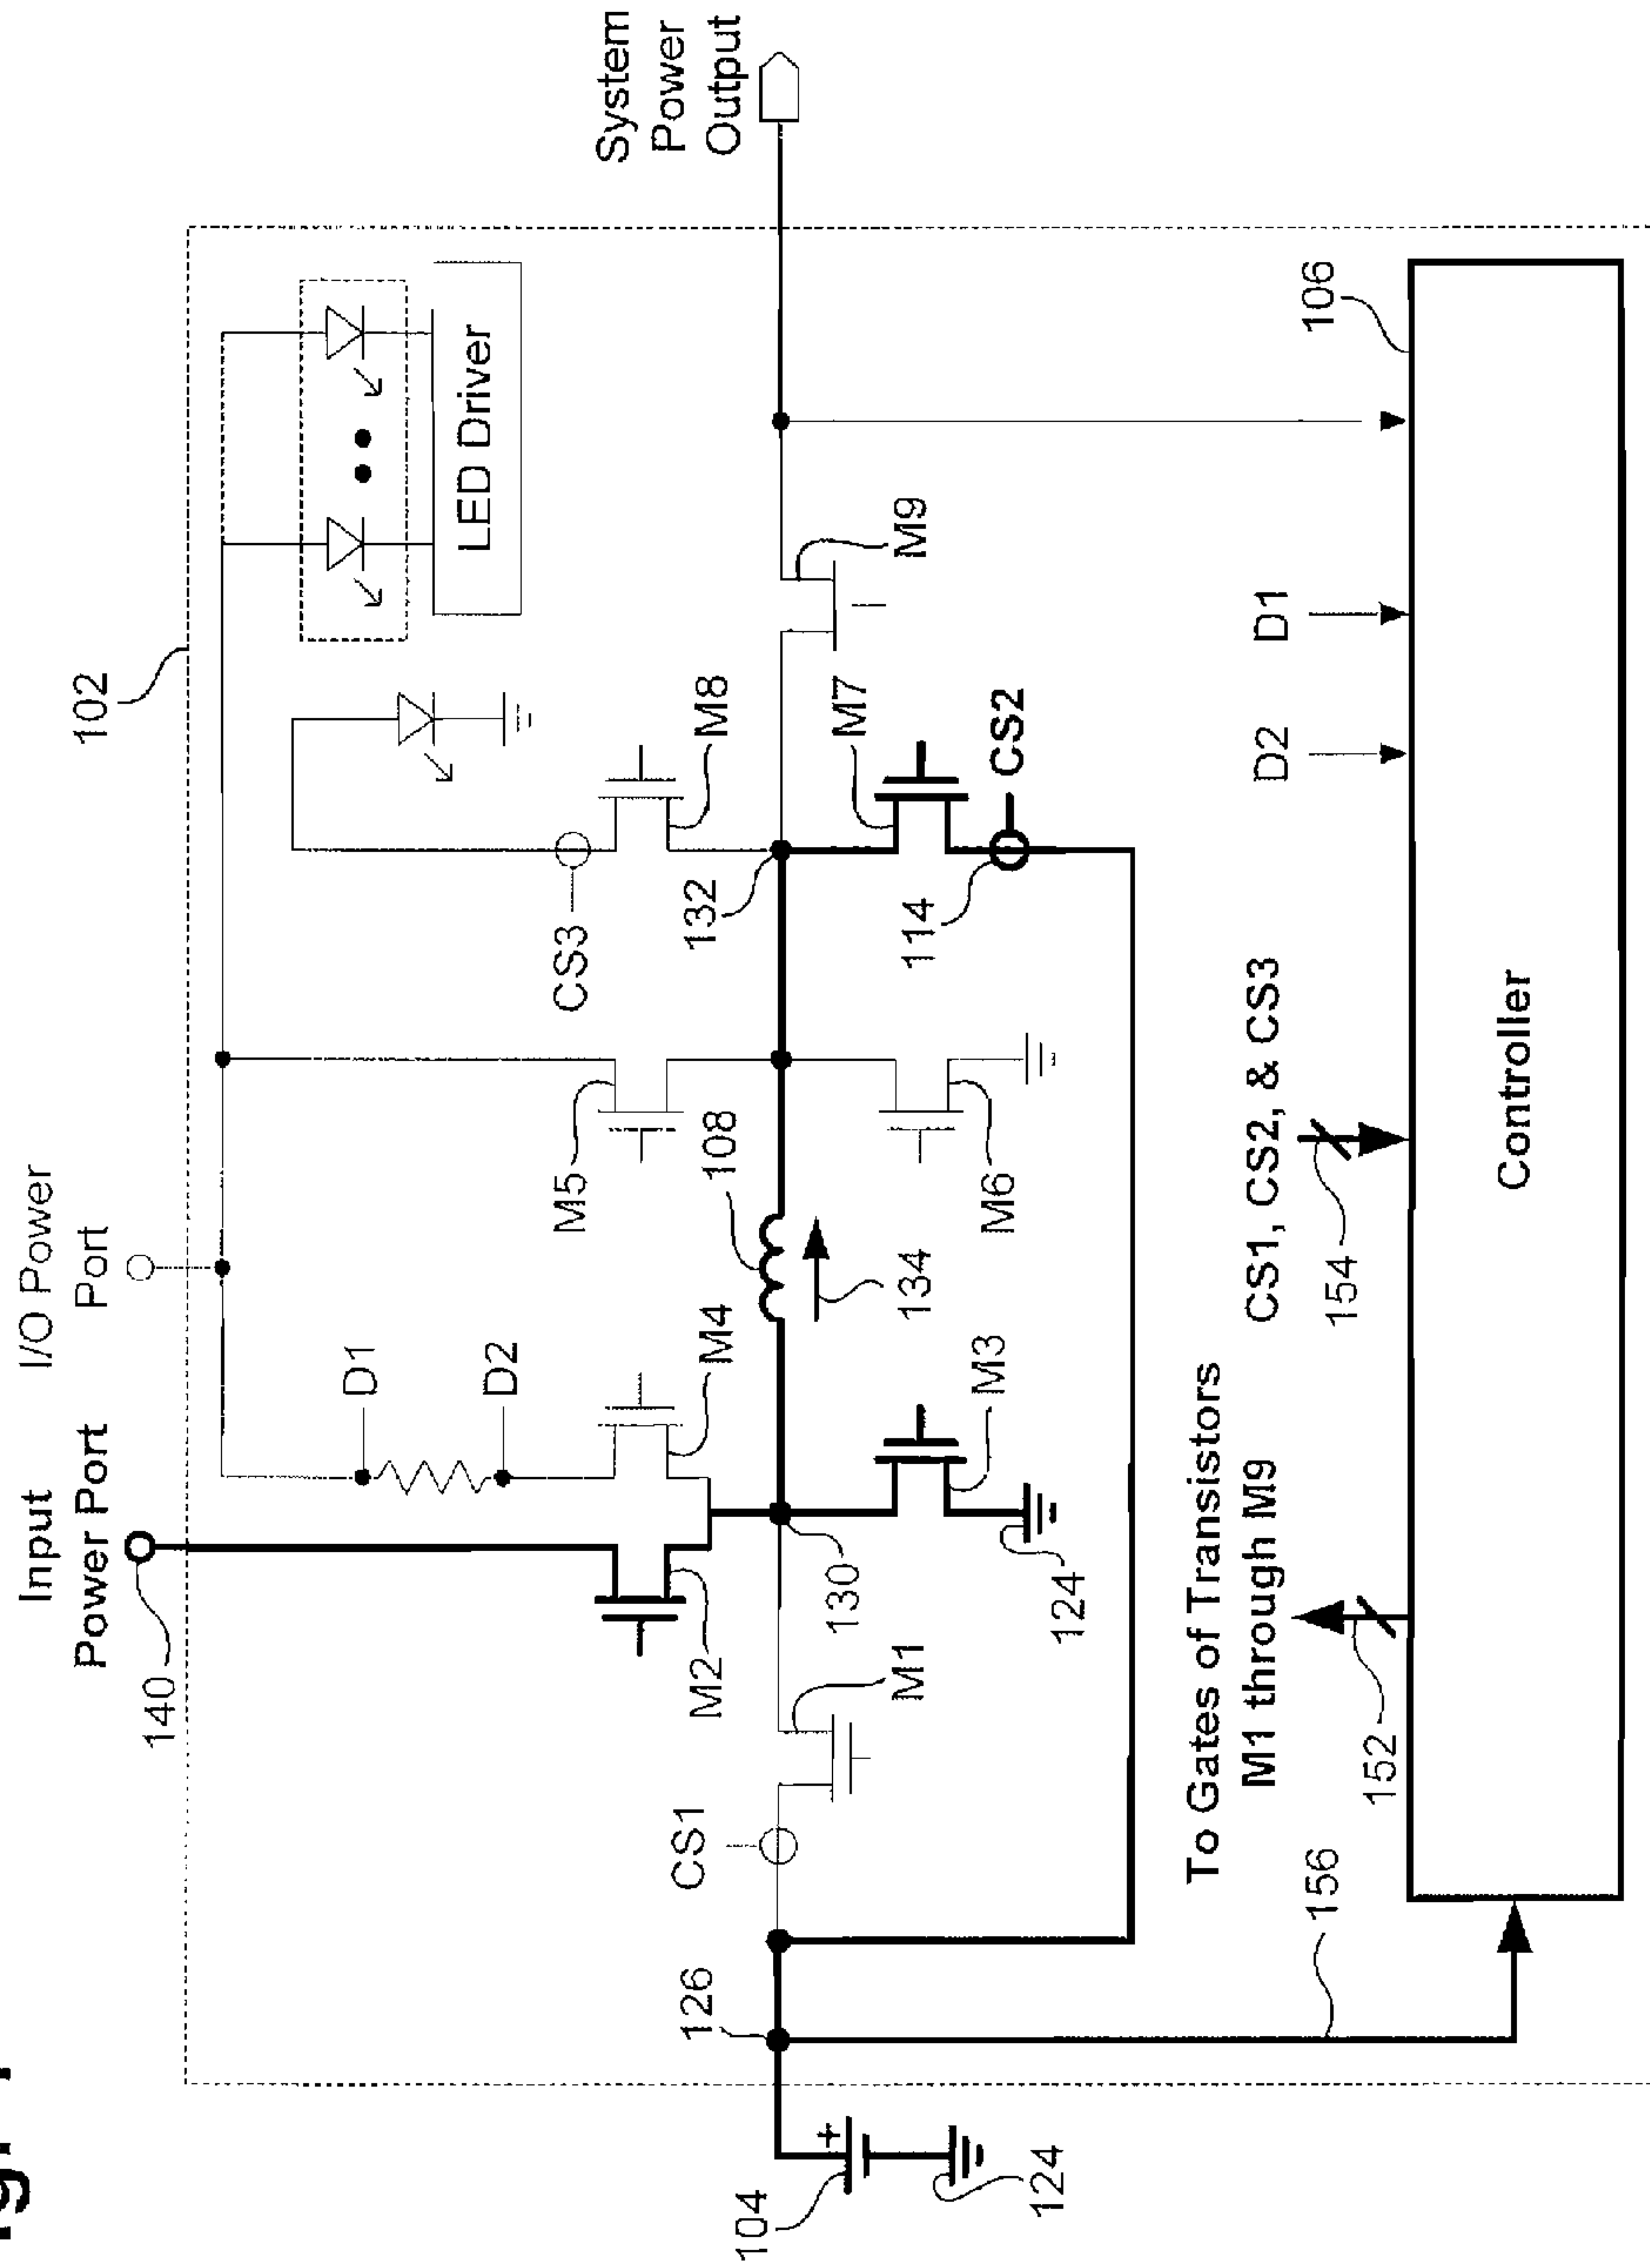 102
Input
Power Port
I/O Power
Port
140
D1
D2
M2
M4
M5
108
CS3
M8
LED Driver
System
Power
Output
104
124
126
CS1
M1
130
124
M3
134
M6
132
114
M7
CS2
M9
156
To Gates of Transistors
M1 through M9
152
CS1, CS2, & CS3
154
D2
D1
106
Controller